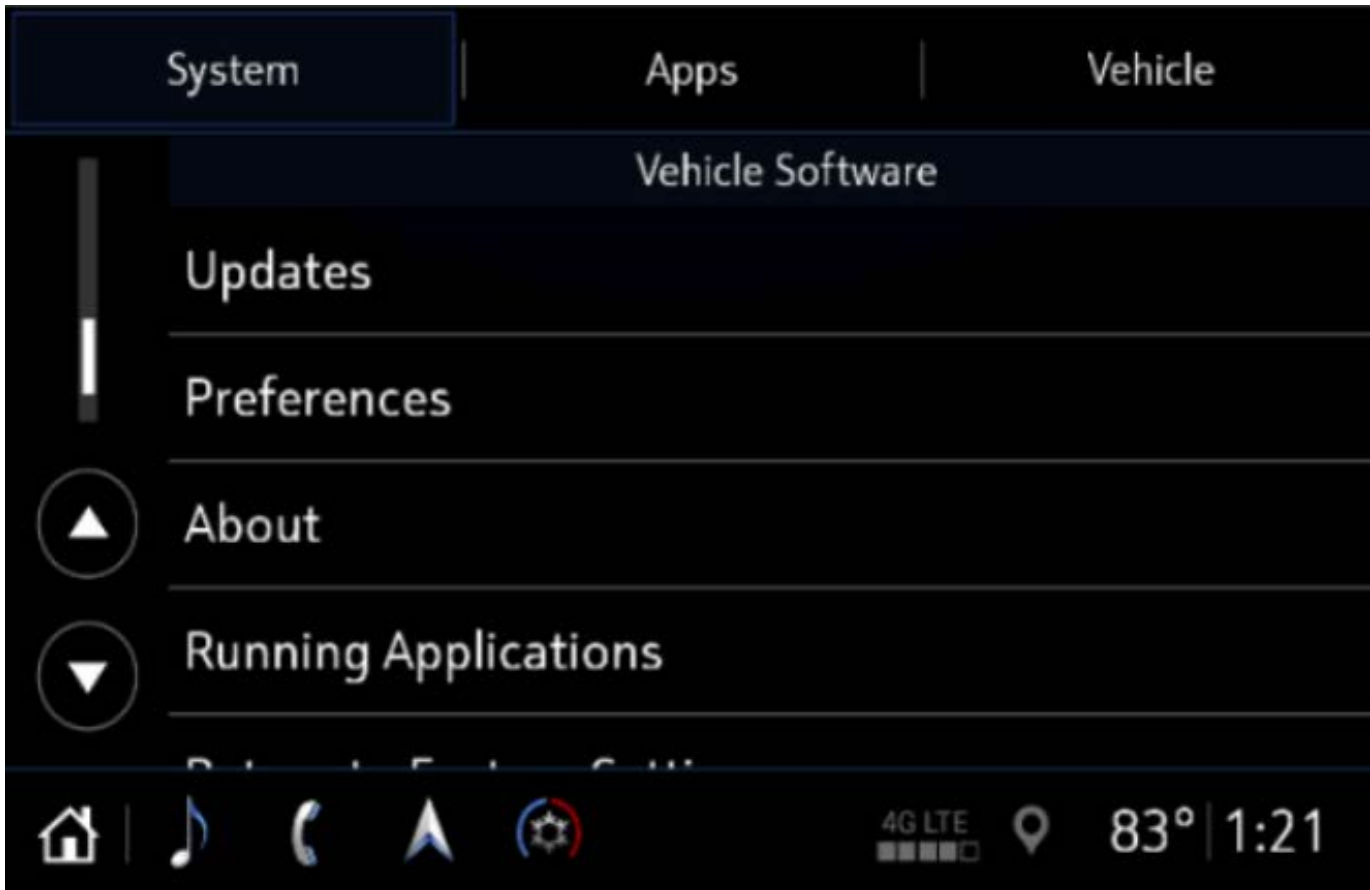 System
Apps
Vehicle
Vehicle Software
Updates
Preferences
About
Running Applications
4G LTE
83° 1:21